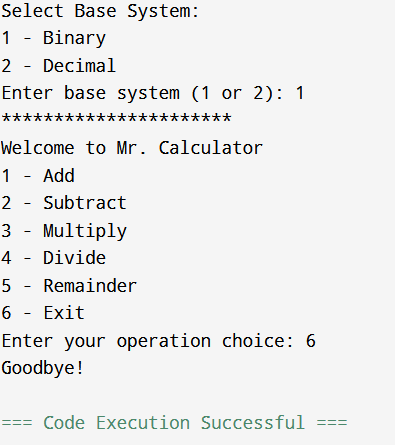 Select Base System:
1 - Binary
2 - Decimal
Enter base system (1 or 2): 1
**********************
Welcome to Mr. Calculator
1 - Add
2 - Subtract
3 - Multiply
4 - Divide
5 - Remainder
6 - Exit
Enter your operation choice: 6
Goodbye!
=== Code Execution Successful ===